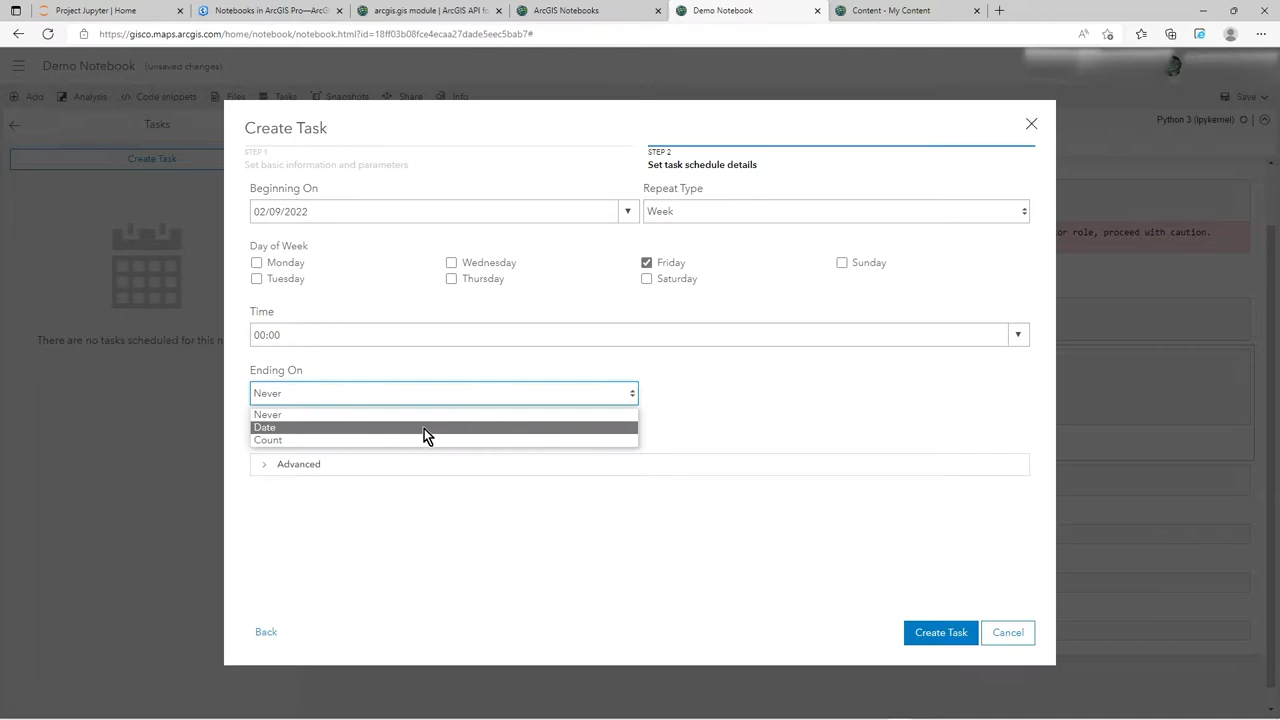 Project Jupyter | Home
Notebooks in ArcGIS Pro—ArcG
arcgis.gis module | ArcGIS API fo
ArcGIS Notebooks
Demo Notebook
Content - My Content
https://gisco.maps.arcgis.com/home/notebook/notebook.html?id=18ff03b08fce4ecaa27dade5eec5bab7#
Demo Notebook (unsaved changes)
Add
Analysis
Code snippets
Files
Tasks
Snapshots
Share
Info
Save
Tasks
Python 3 (ipykernel)
Create Task
There are no tasks scheduled for this n
or role, proceed with caution.
Create Task
STEP 1
Set basic information and parameters
STEP 2
Set task schedule details
Beginning On
Repeat Type
02/09/2022
Week
Day of Week
Monday
Wednesday
Friday
Sunday
Tuesday
Thursday
Saturday
Time
00:00
Ending On
Never
Never
Date
Count
Advanced
Back
Create Task
Cancel